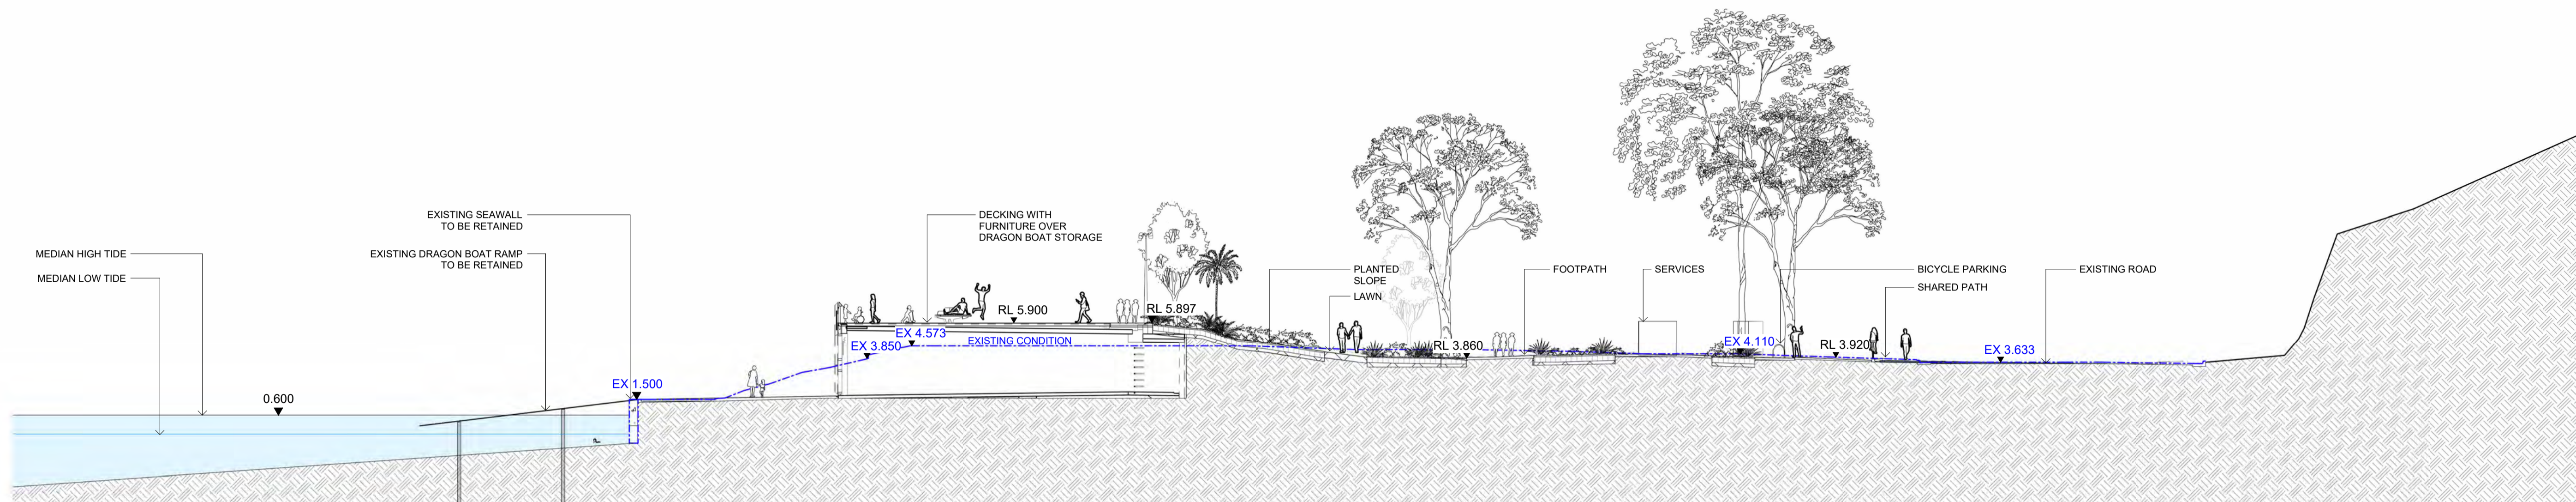 EXISTING SEAWALL
TO BE RETAINED
DECKING WITH
FURNITURE OVER
DRAGON BOAT STORAGE
MEDIAN HIGH TIDE
EXISTING DRAGON BOAT RAMP
TO BE RETAINED
MEDIAN LOW TIDE
PLANTED
SLOPE
LAWN
FOOTPATH
SERVICES
BICYCLE PARKING
SHARED PATH
EXISTING ROAD
RL 5.900
RL 5.897
EX 4.573
EX 3.850
EXISTING CONDITION
RL 3.860
EX 4.110
RL 3.920
EX 3.633
EX 1.500
0.600